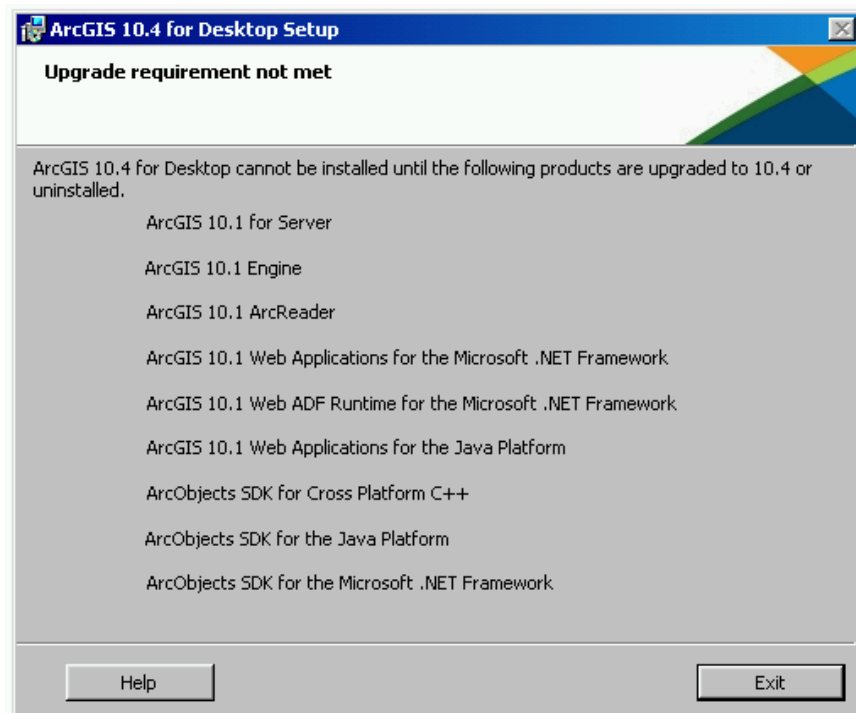 ArcGIS 10.4 for Desktop Setup
Upgrade requirement not met
ArcGIS 10.4 for Desktop cannot be installed until the following products are upgraded to 10.4 or
uninstalled.
ArcGIS 10.1 for Server
ArcGIS 10.1 Engine
ArcGIS 10.1 ArcReader
ArcGIS 10.1 Web Applications for the Microsoft .NET Framework
ArcGIS 10.1 Web ADF Runtime for the Microsoft .NET Framework
ArcGIS 10.1 Web Applications for the Java Platform
ArcObjects SDK for Cross Platform C++
ArcObjects SDK for the Java Platform
ArcObjects SDK for the Microsoft .NET Framework
Help
Exit